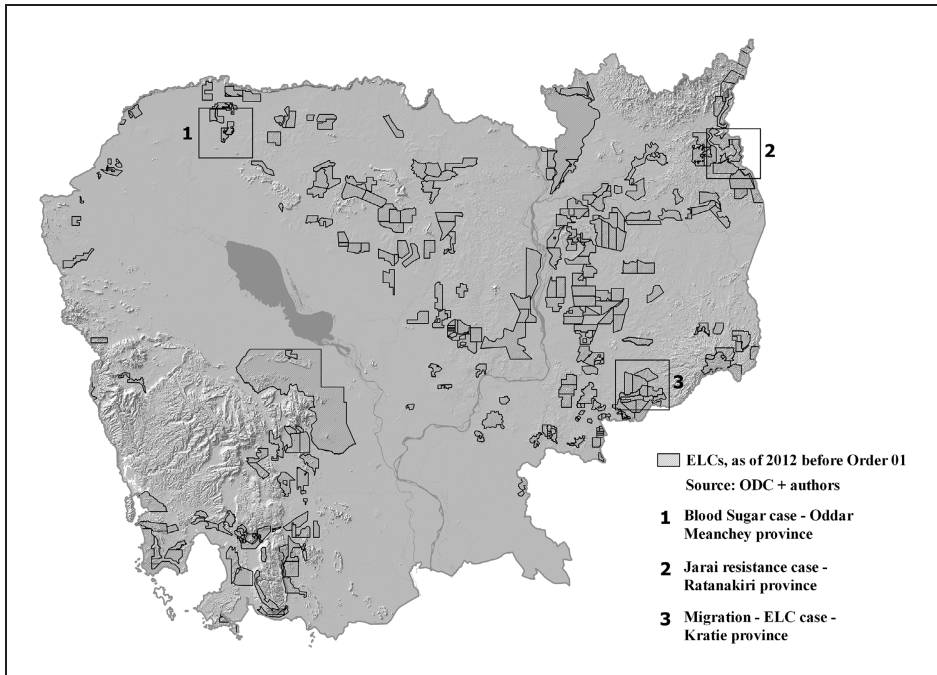 1
2
3
ELCs, as of 2012 before Order 01
Source: ODC + authors
1 Blood Sugar case - Oddar
Meanchey province
2 Jarai resistance case -
Ratanakiri province
3 Migration - ELC case -
Kratie province